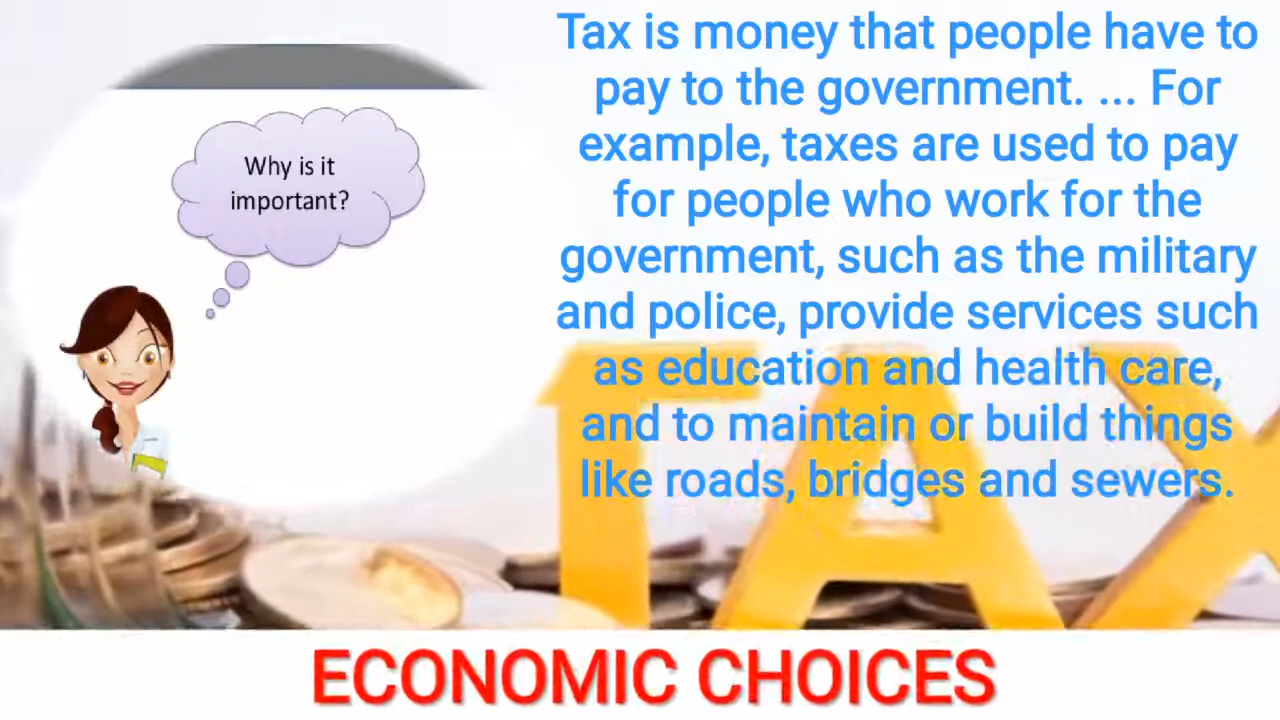 Why is it
important?
Tax is money that people have to
pay to the government. ... For
example, taxes are used to pay
for people who work for the
government, such as the military
and police, provide services such
as education and health care,
and to maintain or build things
like roads, bridges and sewers.
TAX
ECONOMIC CHOICES